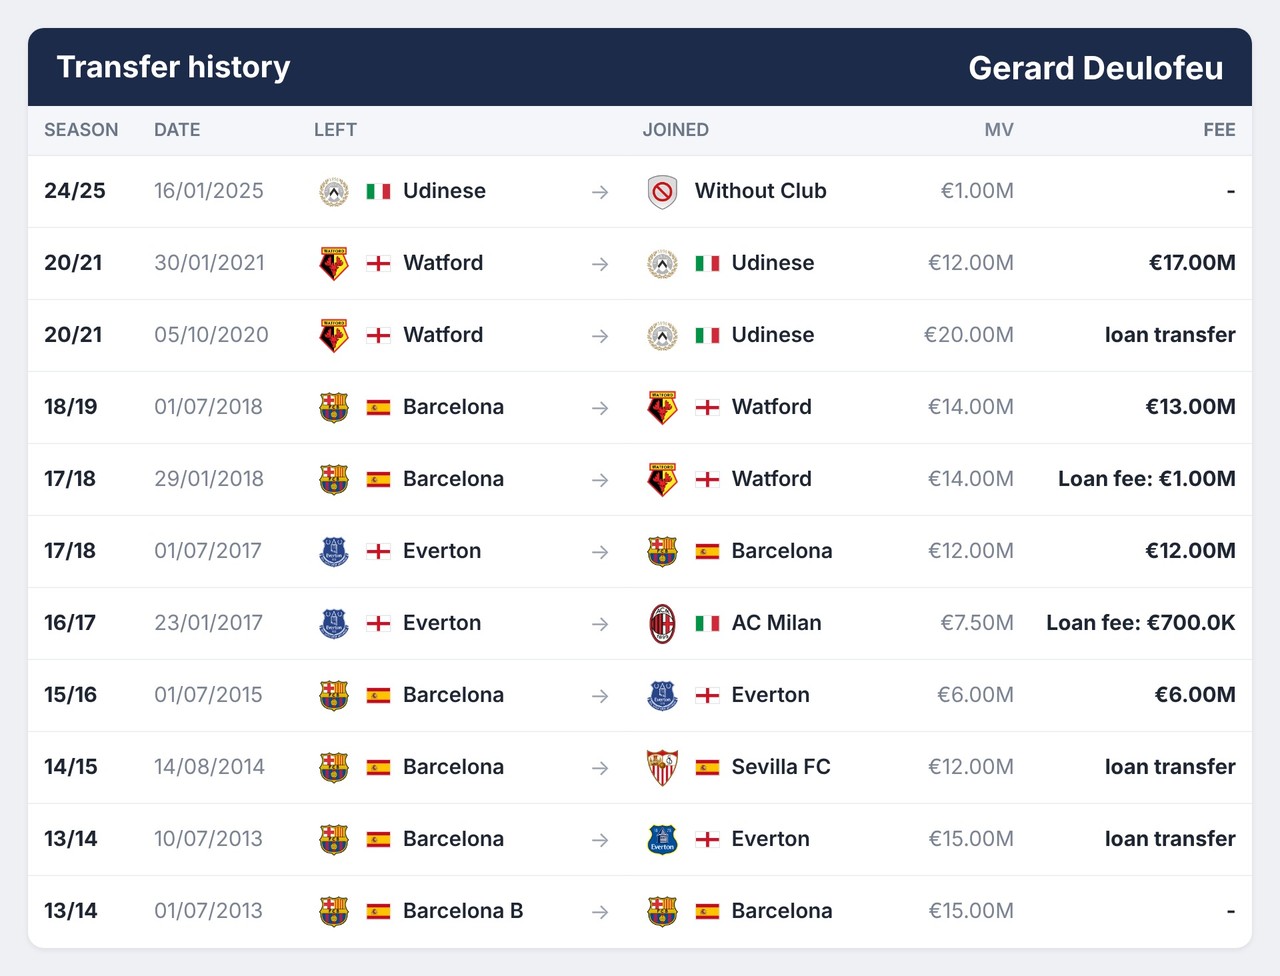 Transfer history Gerard Deulofeu
SEASON DATE LEFT JOINED MV FEE
24/25 16/01/2025 Udinese → Without Club €1.00M -
20/21 30/01/2021 Watford → Udinese €12.00M €17.00M
20/21 05/10/2020 Watford → Udinese €20.00M loan transfer
18/19 01/07/2018 Barcelona → Watford €14.00M €13.00M
17/18 29/01/2018 Barcelona → Watford €14.00M Loan fee: €1.00M
17/18 01/07/2017 Everton → Barcelona €12.00M €12.00M
16/17 23/01/2017 Everton → AC Milan €7.50M Loan fee: €700.0K
15/16 01/07/2015 Barcelona → Everton €6.00M €6.00M
14/15 14/08/2014 Barcelona → Sevilla FC €12.00M loan transfer
13/14 10/07/2013 Barcelona → Everton €15.00M loan transfer
13/14 01/07/2013 Barcelona B → Barcelona €15.00M -